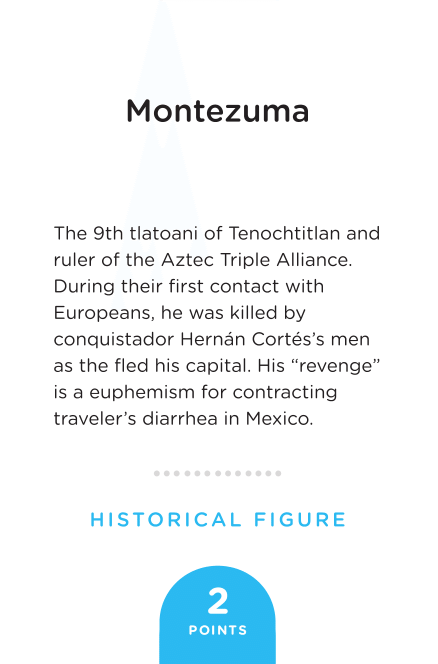 Montezuma
The 9th tlatoani of Tenochtitlan and
ruler of the Aztec Triple Alliance.
During their first contact with
Europeans, he was killed by
conquistador Hernán Cortés’s men
as the fled his capital. His “revenge”
is a euphemism for contracting
traveler’s diarrhea in Mexico.
HISTORICAL FIGURE
2
POINTS